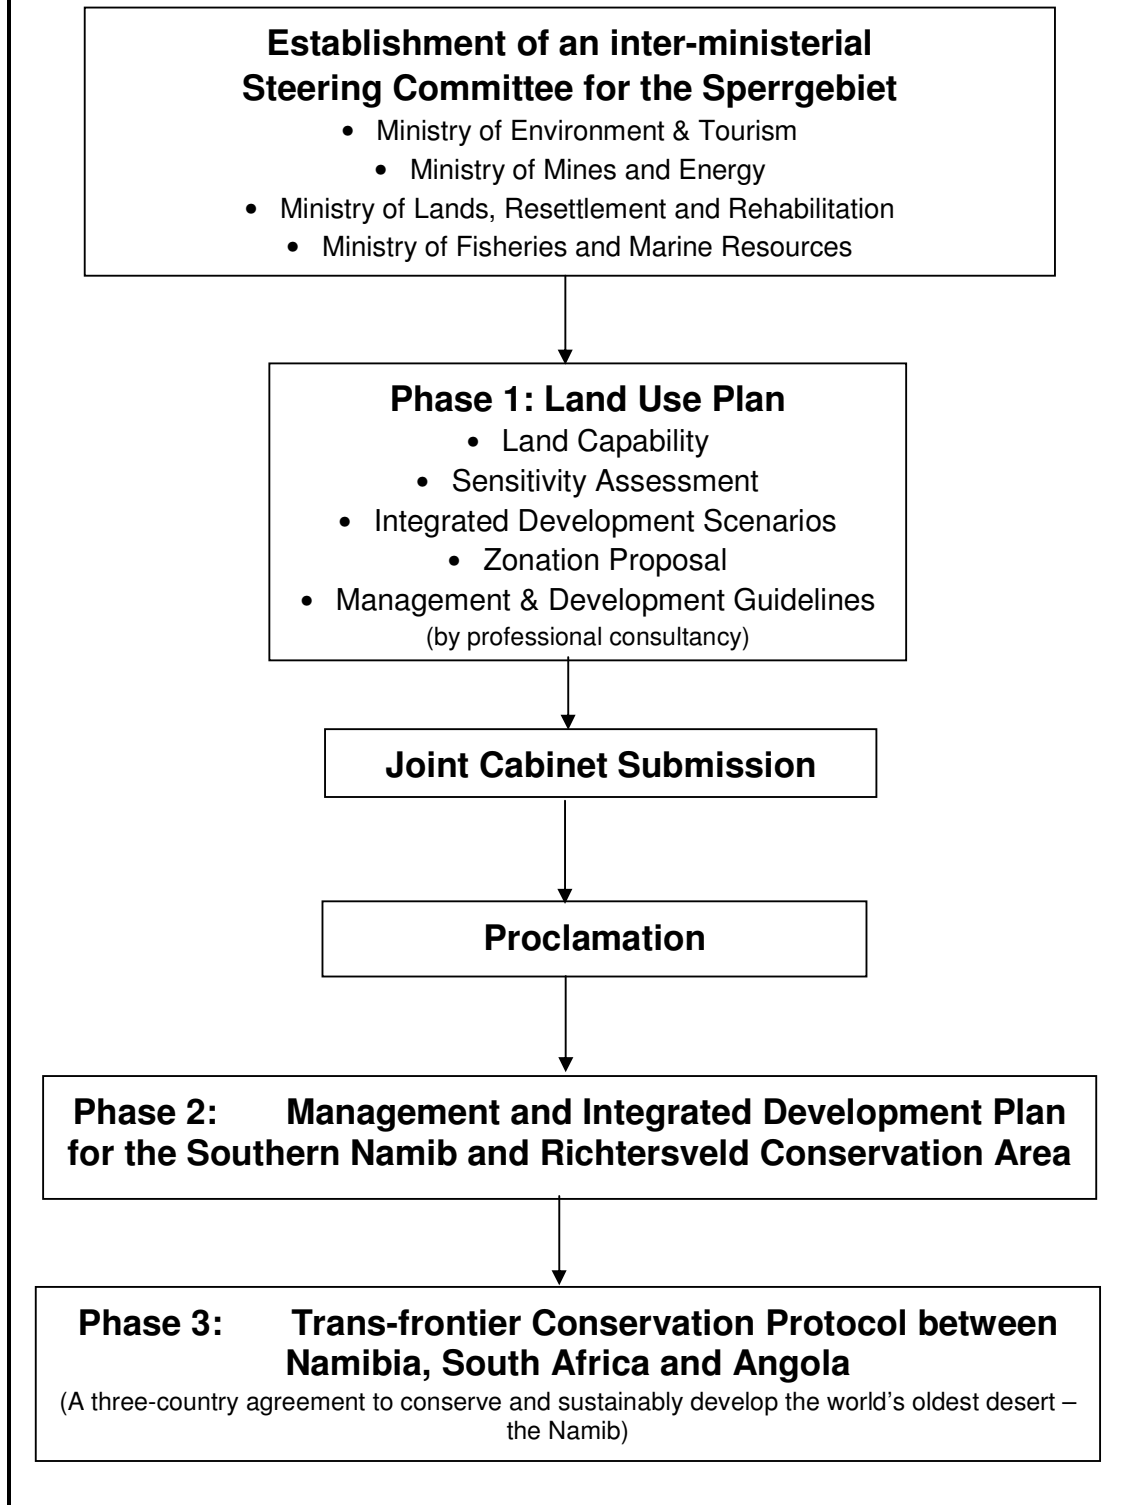 Establishment of an inter-ministerial
Steering Committee for the Sperrgebiet
• Ministry of Environment & Tourism
• Ministry of Mines and Energy
• Ministry of Lands, Resettlement and Rehabilitation
• Ministry of Fisheries and Marine Resources
Phase 1: Land Use Plan
• Land Capability
• Sensitivity Assessment
• Integrated Development Scenarios
• Zonation Proposal
• Management & Development Guidelines
(by professional consultancy)
Joint Cabinet Submission
Proclamation
Phase 2: Management and Integrated Development Plan
for the Southern Namib and Richtersveld Conservation Area
Phase 3: Trans-frontier Conservation Protocol between
Namibia, South Africa and Angola
(A three-country agreement to conserve and sustainably develop the world’s oldest desert –
the Namib)